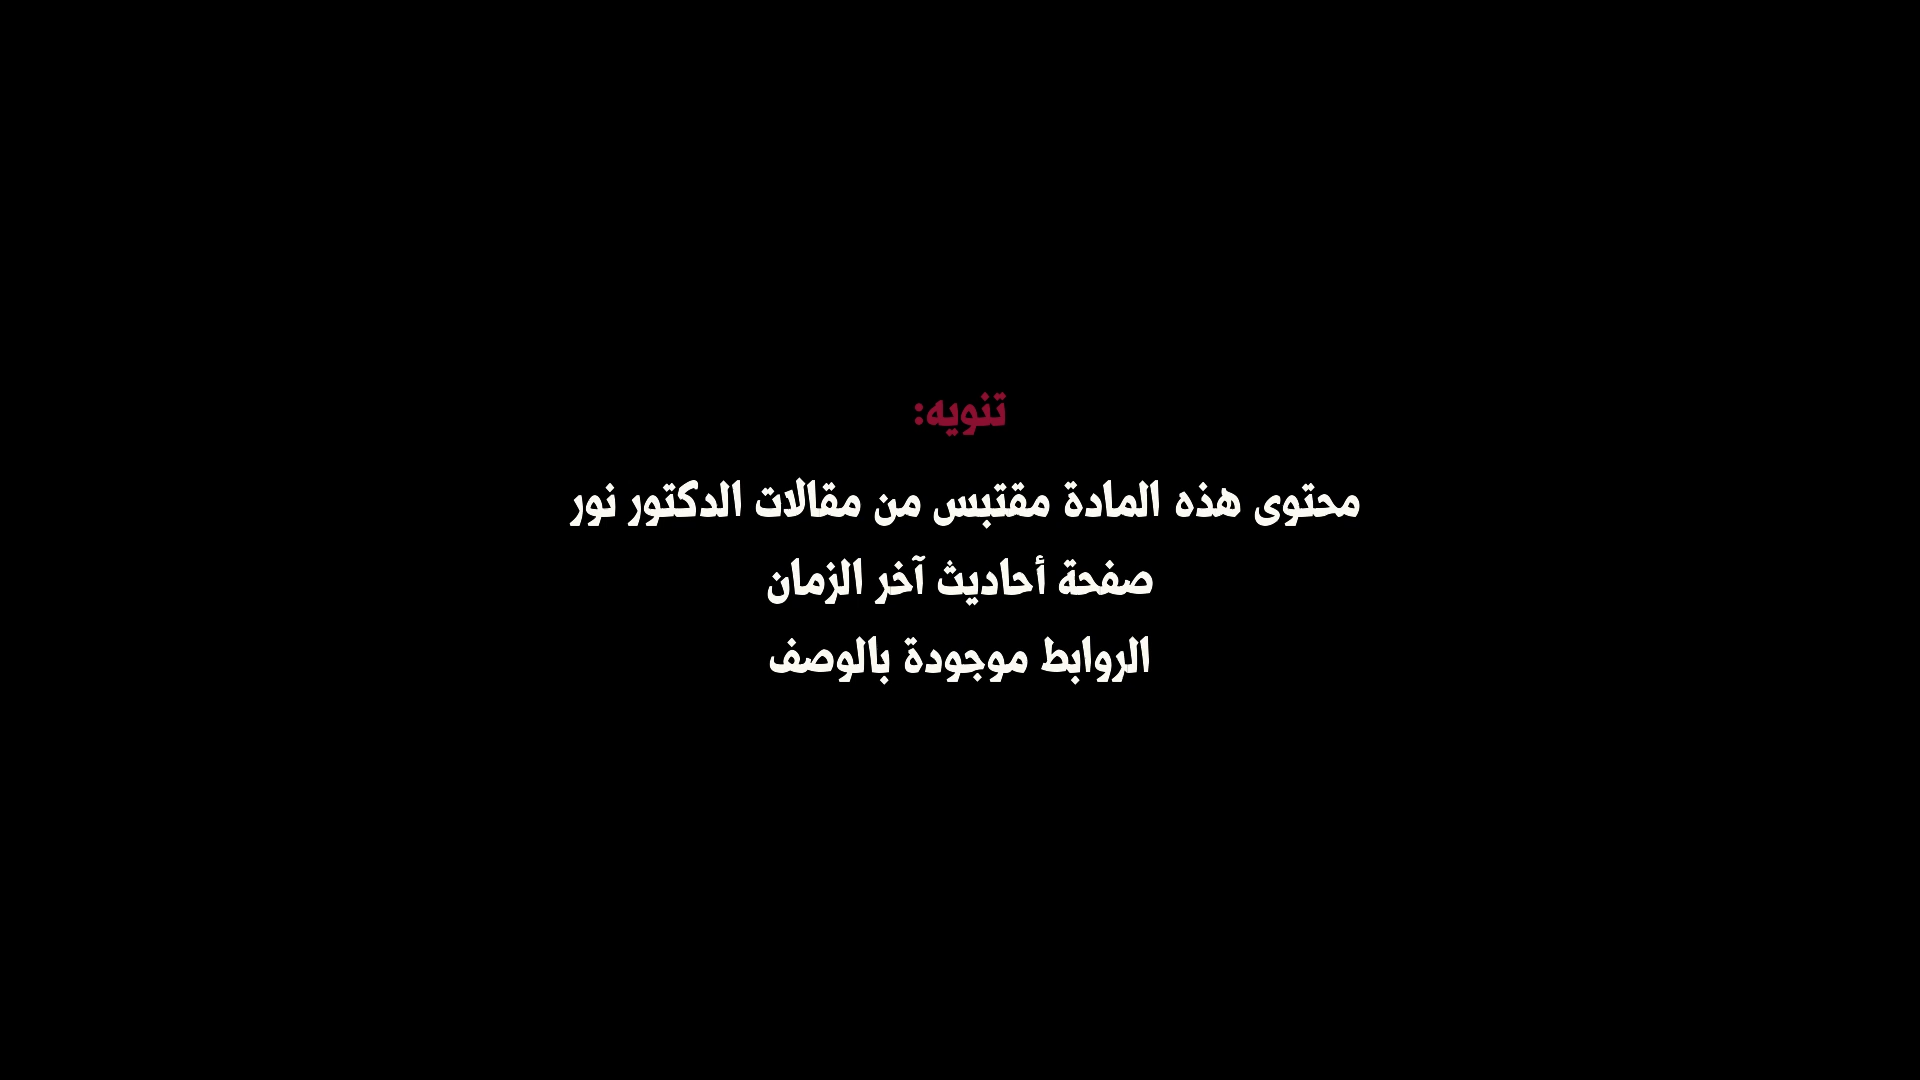 تنويه:
محتوى هذه المادة مقتبس من مقالات الدكتور نور
صفحة أحاديث آخر الزمان
الروابط موجودة بالوصف